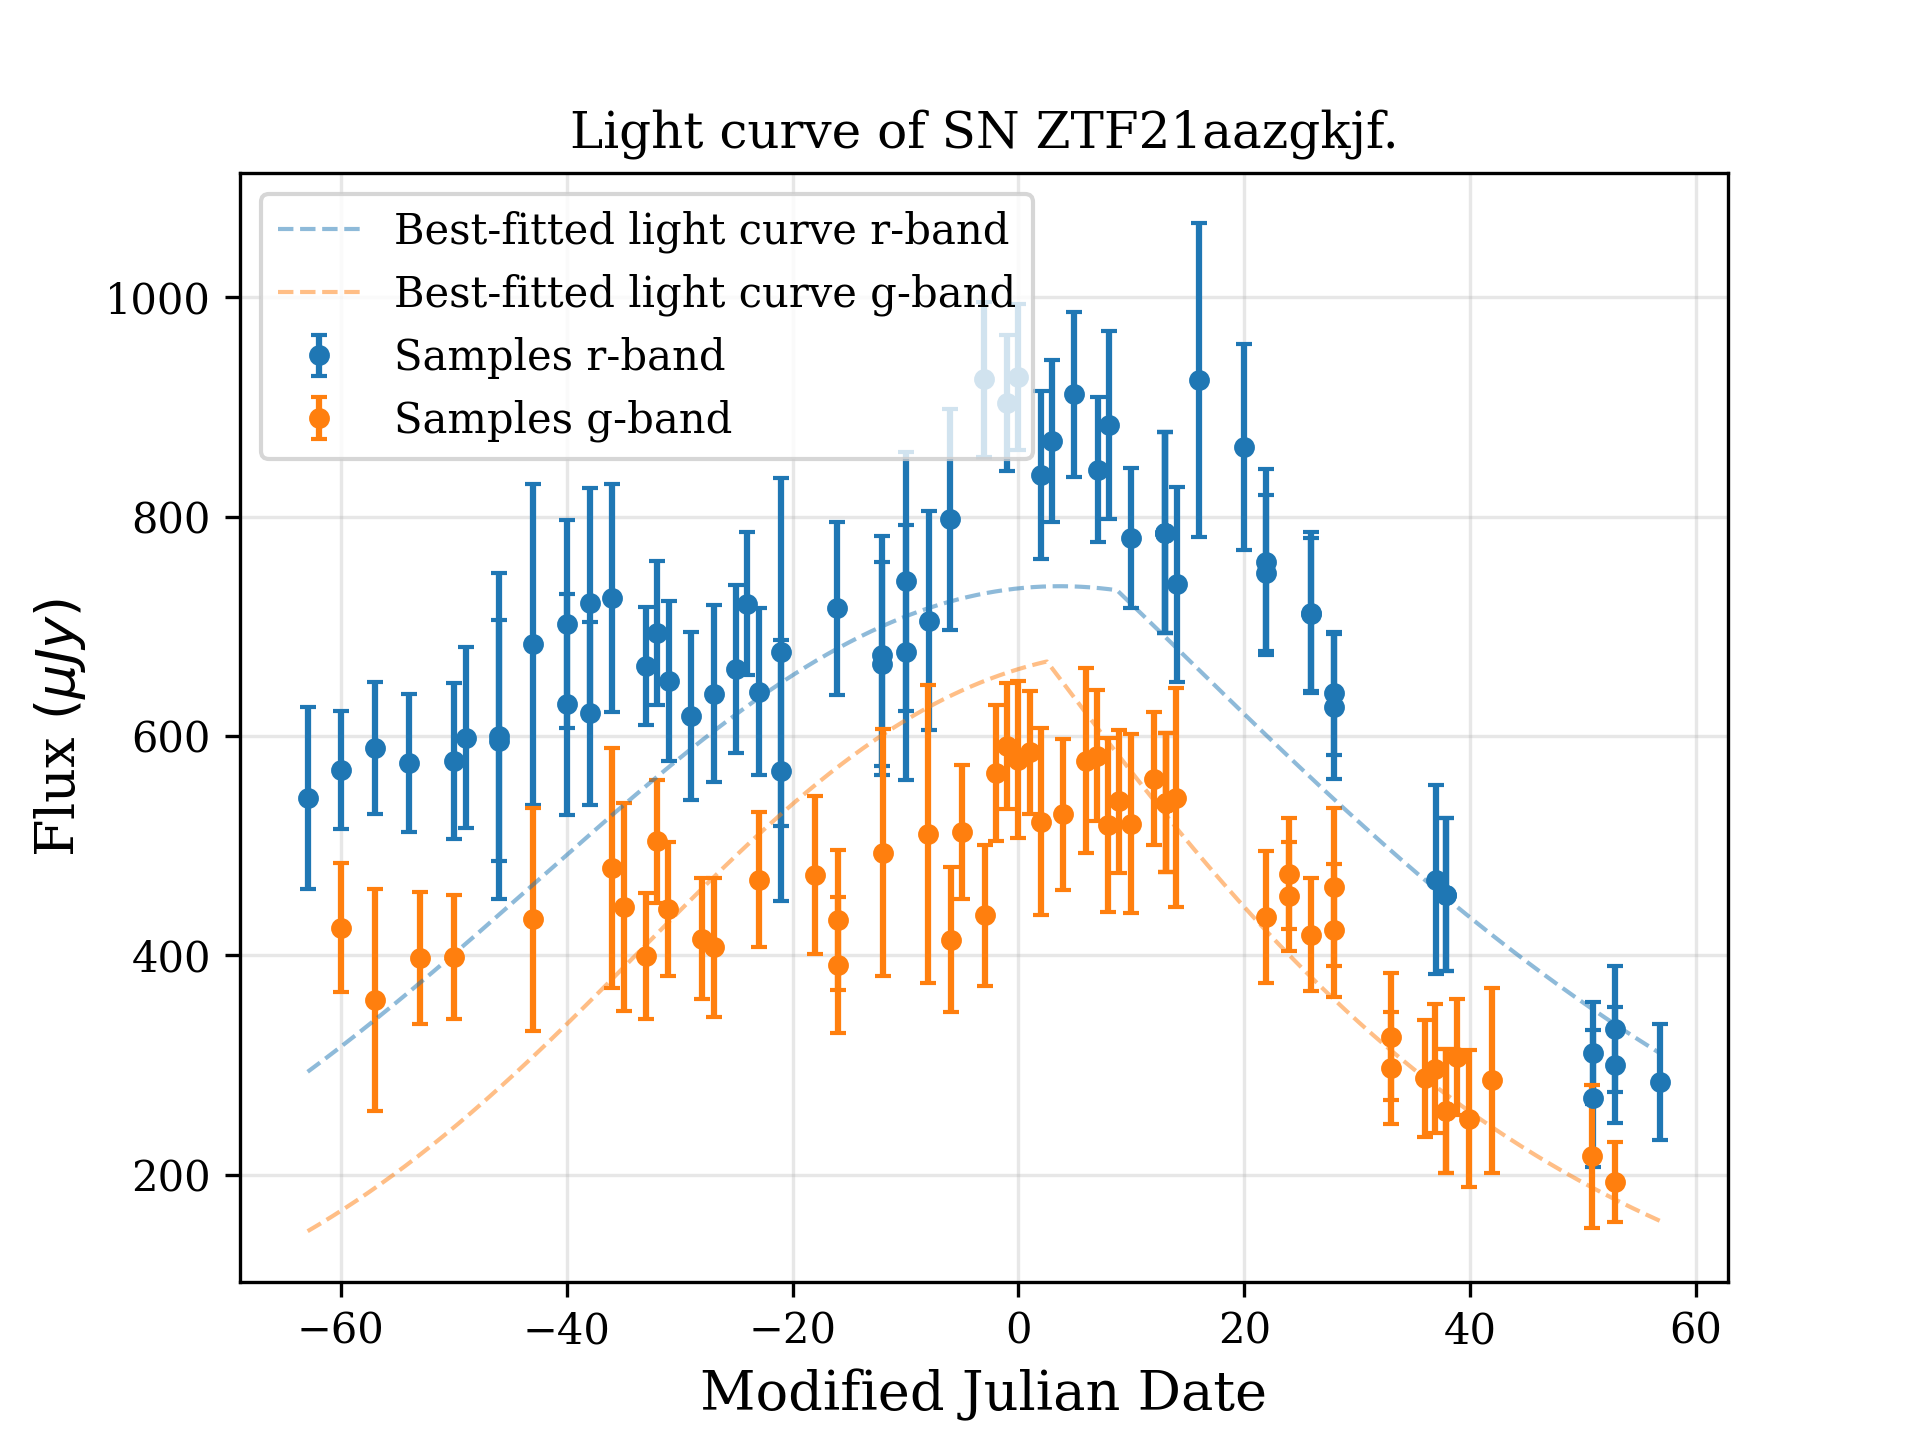 Light curve of SN ZTF21aazgkjf.
Best-fitted light curve r-band
Best-fitted light curve g-band
Samples r-band
Samples g-band
1000
800
600
400
200
Flux (μJy)
−60 −40 −20 0 20 40 60
Modified Julian Date